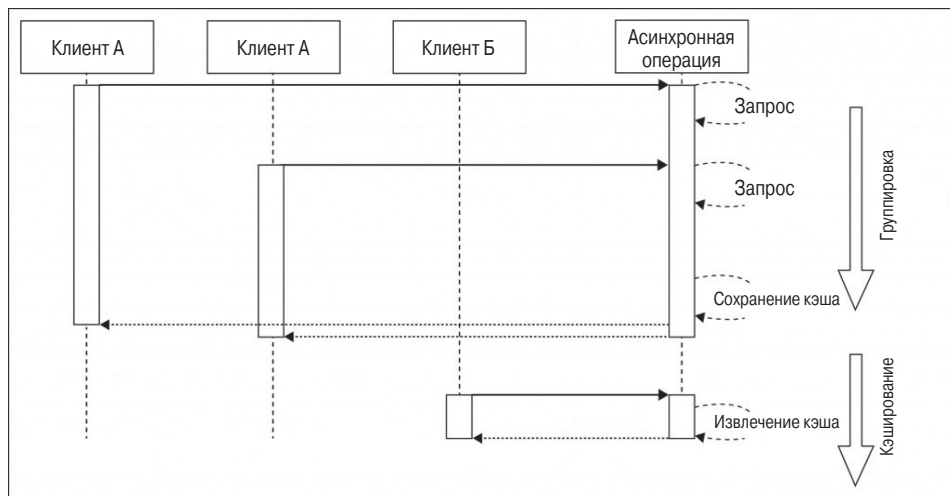 Клиент А
Клиент А
Клиент Б
Асинхронная
операция
Запрос
Запрос
Группировка
Сохранение кэша
Извлечение кэша
Кэширование